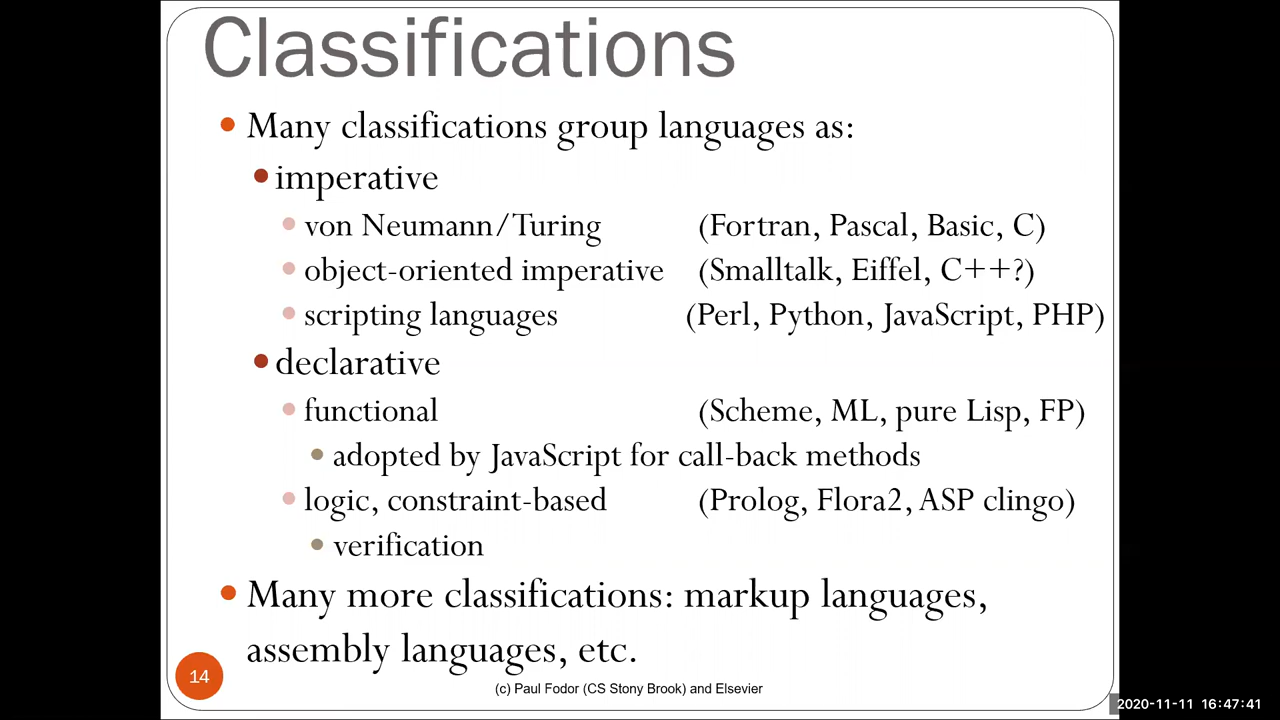 Classifications
Many classifications group languages as:
imperative
von Neumann/Turing (Fortran, Pascal, Basic, C)
object-oriented imperative (Smalltalk, Eiffel, C++?)
scripting languages (Perl, Python, JavaScript, PHP)
declarative
functional (Scheme, ML, pure Lisp, FP)
adopted by JavaScript for call-back methods
logic, constraint-based (Prolog, Flora2, ASP clingo)
verification
Many more classifications: markup languages,
assembly languages, etc.
14
(c) Paul Fodor (CS Stony Brook) and Elsevier
2020-11-11 16:47:41